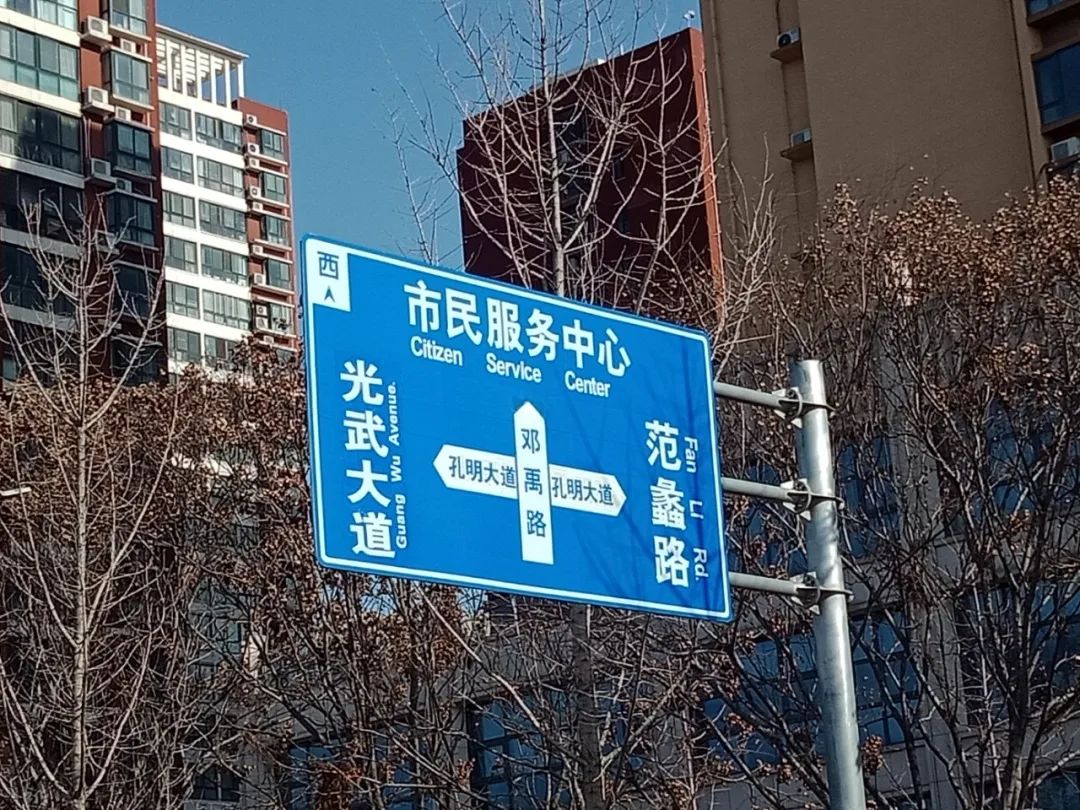 西
市民服务中心
Citizen Service Center
光武大道
Guang Wu Avenue.
邓禹路
孔明大道
孔明大道
范蠡路
Fan Li Rd.